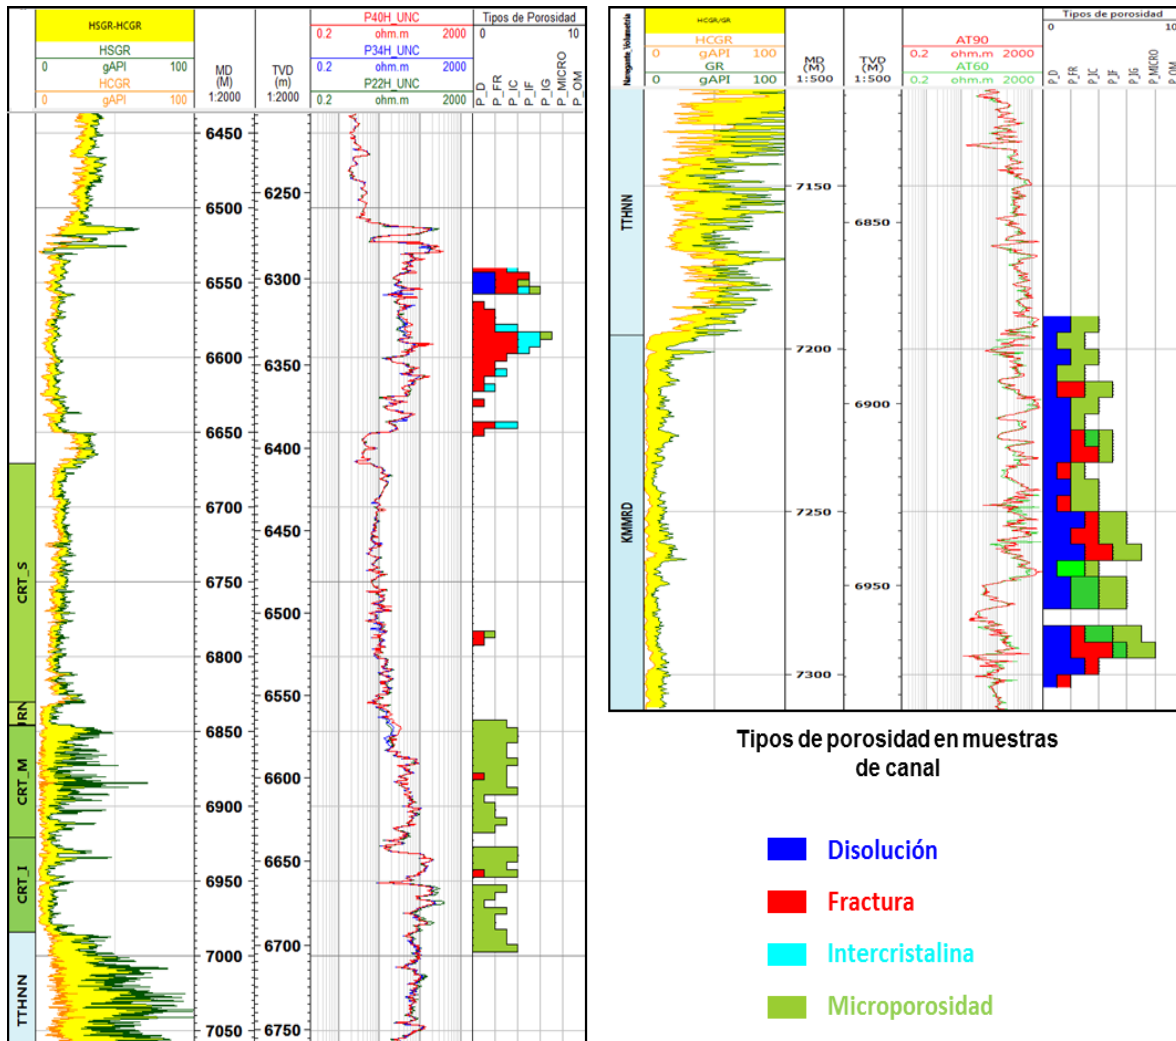 HSGR-HCGR
HSGR
0 gAPI 100
HCGR
0 gAPI 100
MD
(M)
1:2000
TVD
(m)
1:2000
P40H_UNC
0.2 ohm.m 2000
P34H_UNC
0.2 ohm.m 2000
P22H_UNC
0.2 ohm.m 2000
Tipos de Porosidad
0 10
P_D
P_FR
P_IC
P_IF
P_IG
P_MICRO
P_OM
6450
6500
6550
6600
6650
6700
6750
6800
6850
6900
6950
7000
7050
6250
6300
6350
6400
6450
6500
6550
6600
6650
6700
6750
CRT_S
CRT_M
CRT_I
TTHNN
HCGR/GR
HCGR
0 gAPI 100
GR
0 gAPI 100
MD
(M)
1:500
TVD
(M)
1:500
AT90
0.2 ohm.m 2000
AT60
0.2 ohm.m 2000
Tipos de porosidad
0 10
P_D
P_FR
P_IC
P_IF
P_IG
P_MICRO
P_OM
TTHNN
KMMRD
7150
7200
7250
7300
6850
6900
6950
Tipos de porosidad en muestras
de canal
Disolución
Fractura
Intercristalina
Microporosidad